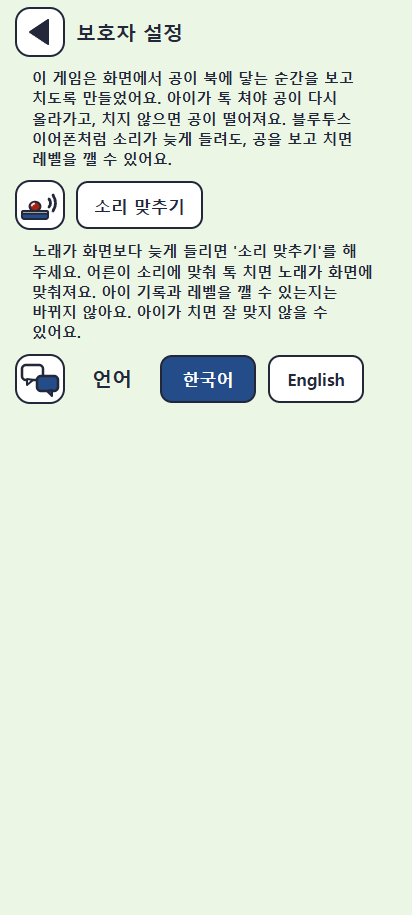 보호자 설정
이 게임은 화면에서 공이 북에 닿는 순간을 보고
치도록 만들었어요. 아이가 톡 쳐야 공이 다시
올라가고, 치지 않으면 공이 떨어져요. 블루투스
이어폰처럼 소리가 늦게 들려도, 공을 보고 치면
레벨을 깰 수 있어요.
소리 맞추기
노래가 화면보다 늦게 들리면 '소리 맞추기'를 해
주세요. 어른이 소리에 맞춰 톡 치면 노래가 화면에
맞춰져요. 아이 기록과 레벨을 깰 수 있는지는
바뀌지 않아요. 아이가 치면 잘 맞지 않을 수
있어요.
언어 한국어 English